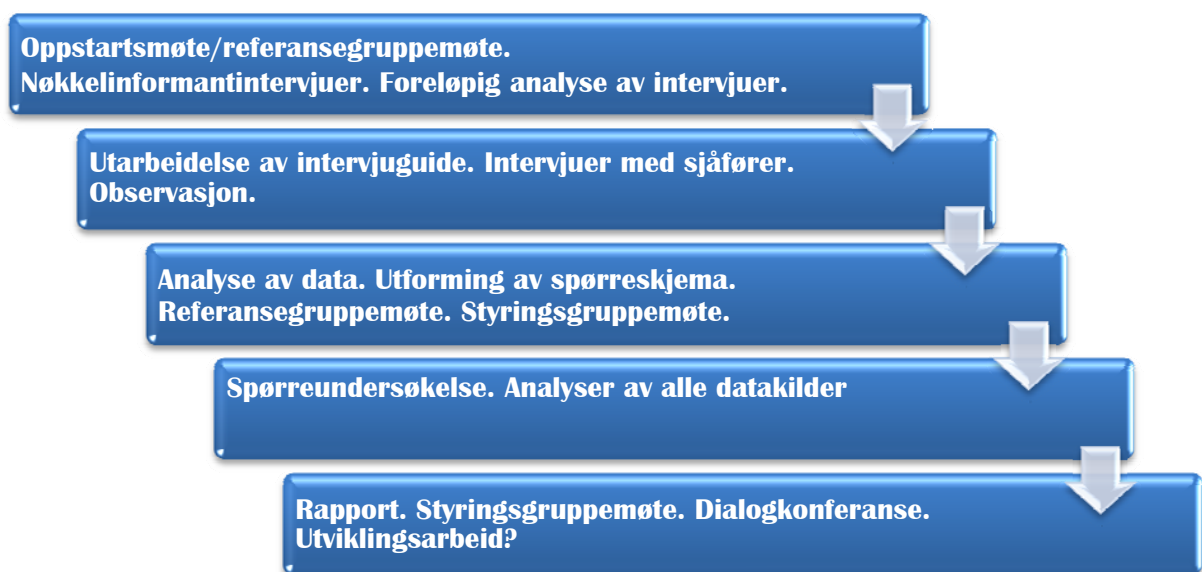 Oppstartsmøte/referansegruppemøte.
Nøkkelinformantintervjuer. Foreløpig analyse av intervjuer.
Utarbeidelse av intervjuguide. Intervjuer med sjåfører.
Observasjon.
Analyse av data. Utforming av spørreskjema.
Referansegruppemøte. Styringsgruppemøte.
Spørreundersøkelse. Analyser av alle datakilder
Rapport. Styringsgruppemøte. Dialogkonferanse.
Utviklingsarbeid?